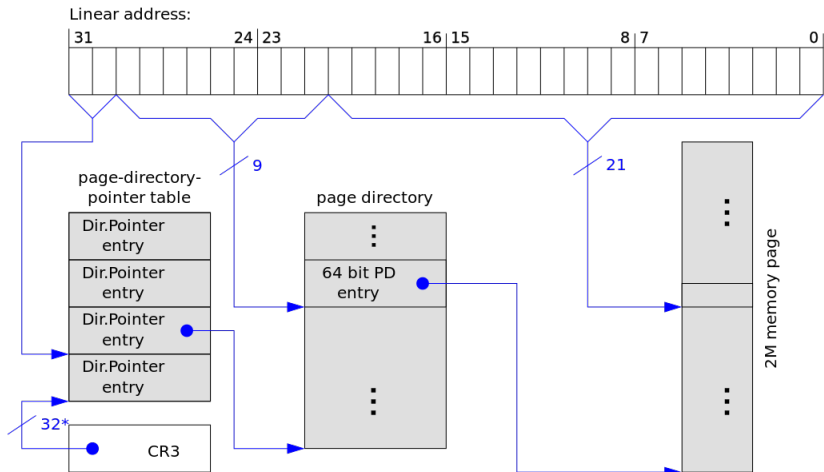 Linear address:
31 24 23 16 15 8 7 0
9
21
page-directory-
pointer table
page directory
Dir.Pointer
entry
Dir.Pointer
entry
Dir.Pointer
entry
Dir.Pointer
entry
64 bit PD
entry
2M memory page
32*
CR3